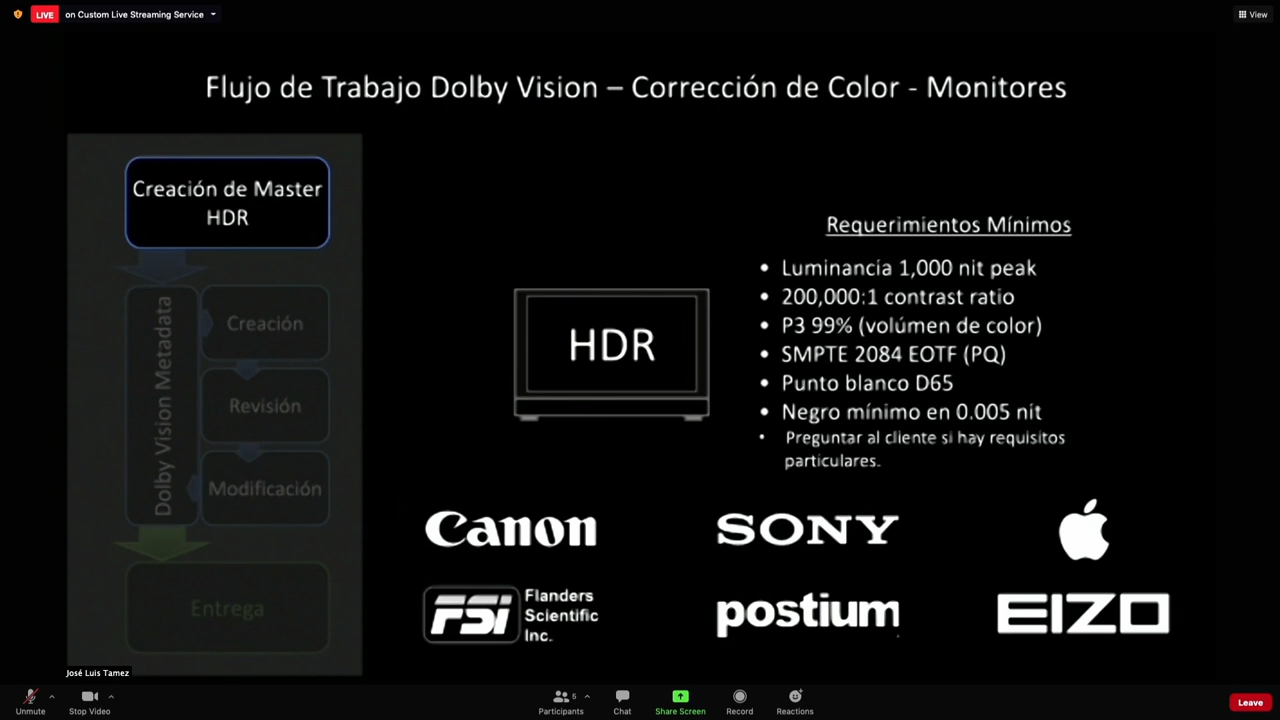 LIVE on Custom Live Streaming Service
View
Flujo de Trabajo Dolby Vision – Corrección de Color - Monitores
Creación de Master
HDR
Dolby Vision Metadata
Creación
Revisión
Modificación
Entrega
HDR
Requerimientos Mínimos
• Luminancía 1,000 nit peak
• 200,000:1 contrast ratio
• P3 99% (volúmen de color)
• SMPTE 2084 EOTF (PQ)
• Punto blanco D65
• Negro mínimo en 0.005 nit
• Preguntar al cliente si hay requisitos
particulares.
Canon
SONY
FSi Flanders
Scientific
Inc.
postium
EIZO
José Luis Tamez
Unmute
Stop Video
Participants 5
Chat
Share Screen
Record
Reactions
Leave